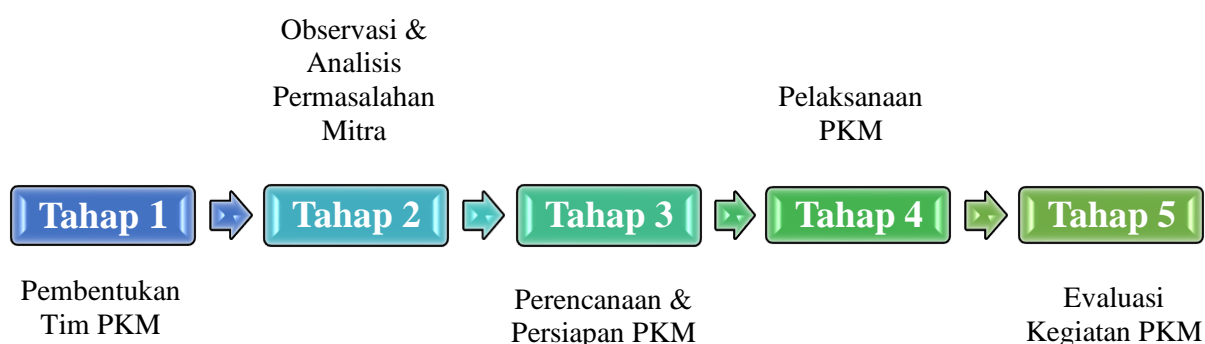 Observasi &
Analisis
Permasalahan
Mitra
Pelaksanaan
PKM
Tahap 1
Tahap 2
Tahap 3
Tahap 4
Tahap 5
Pembentukan
Tim PKM
Perencanaan &
Persiapan PKM
Evaluasi
Kegiatan PKM